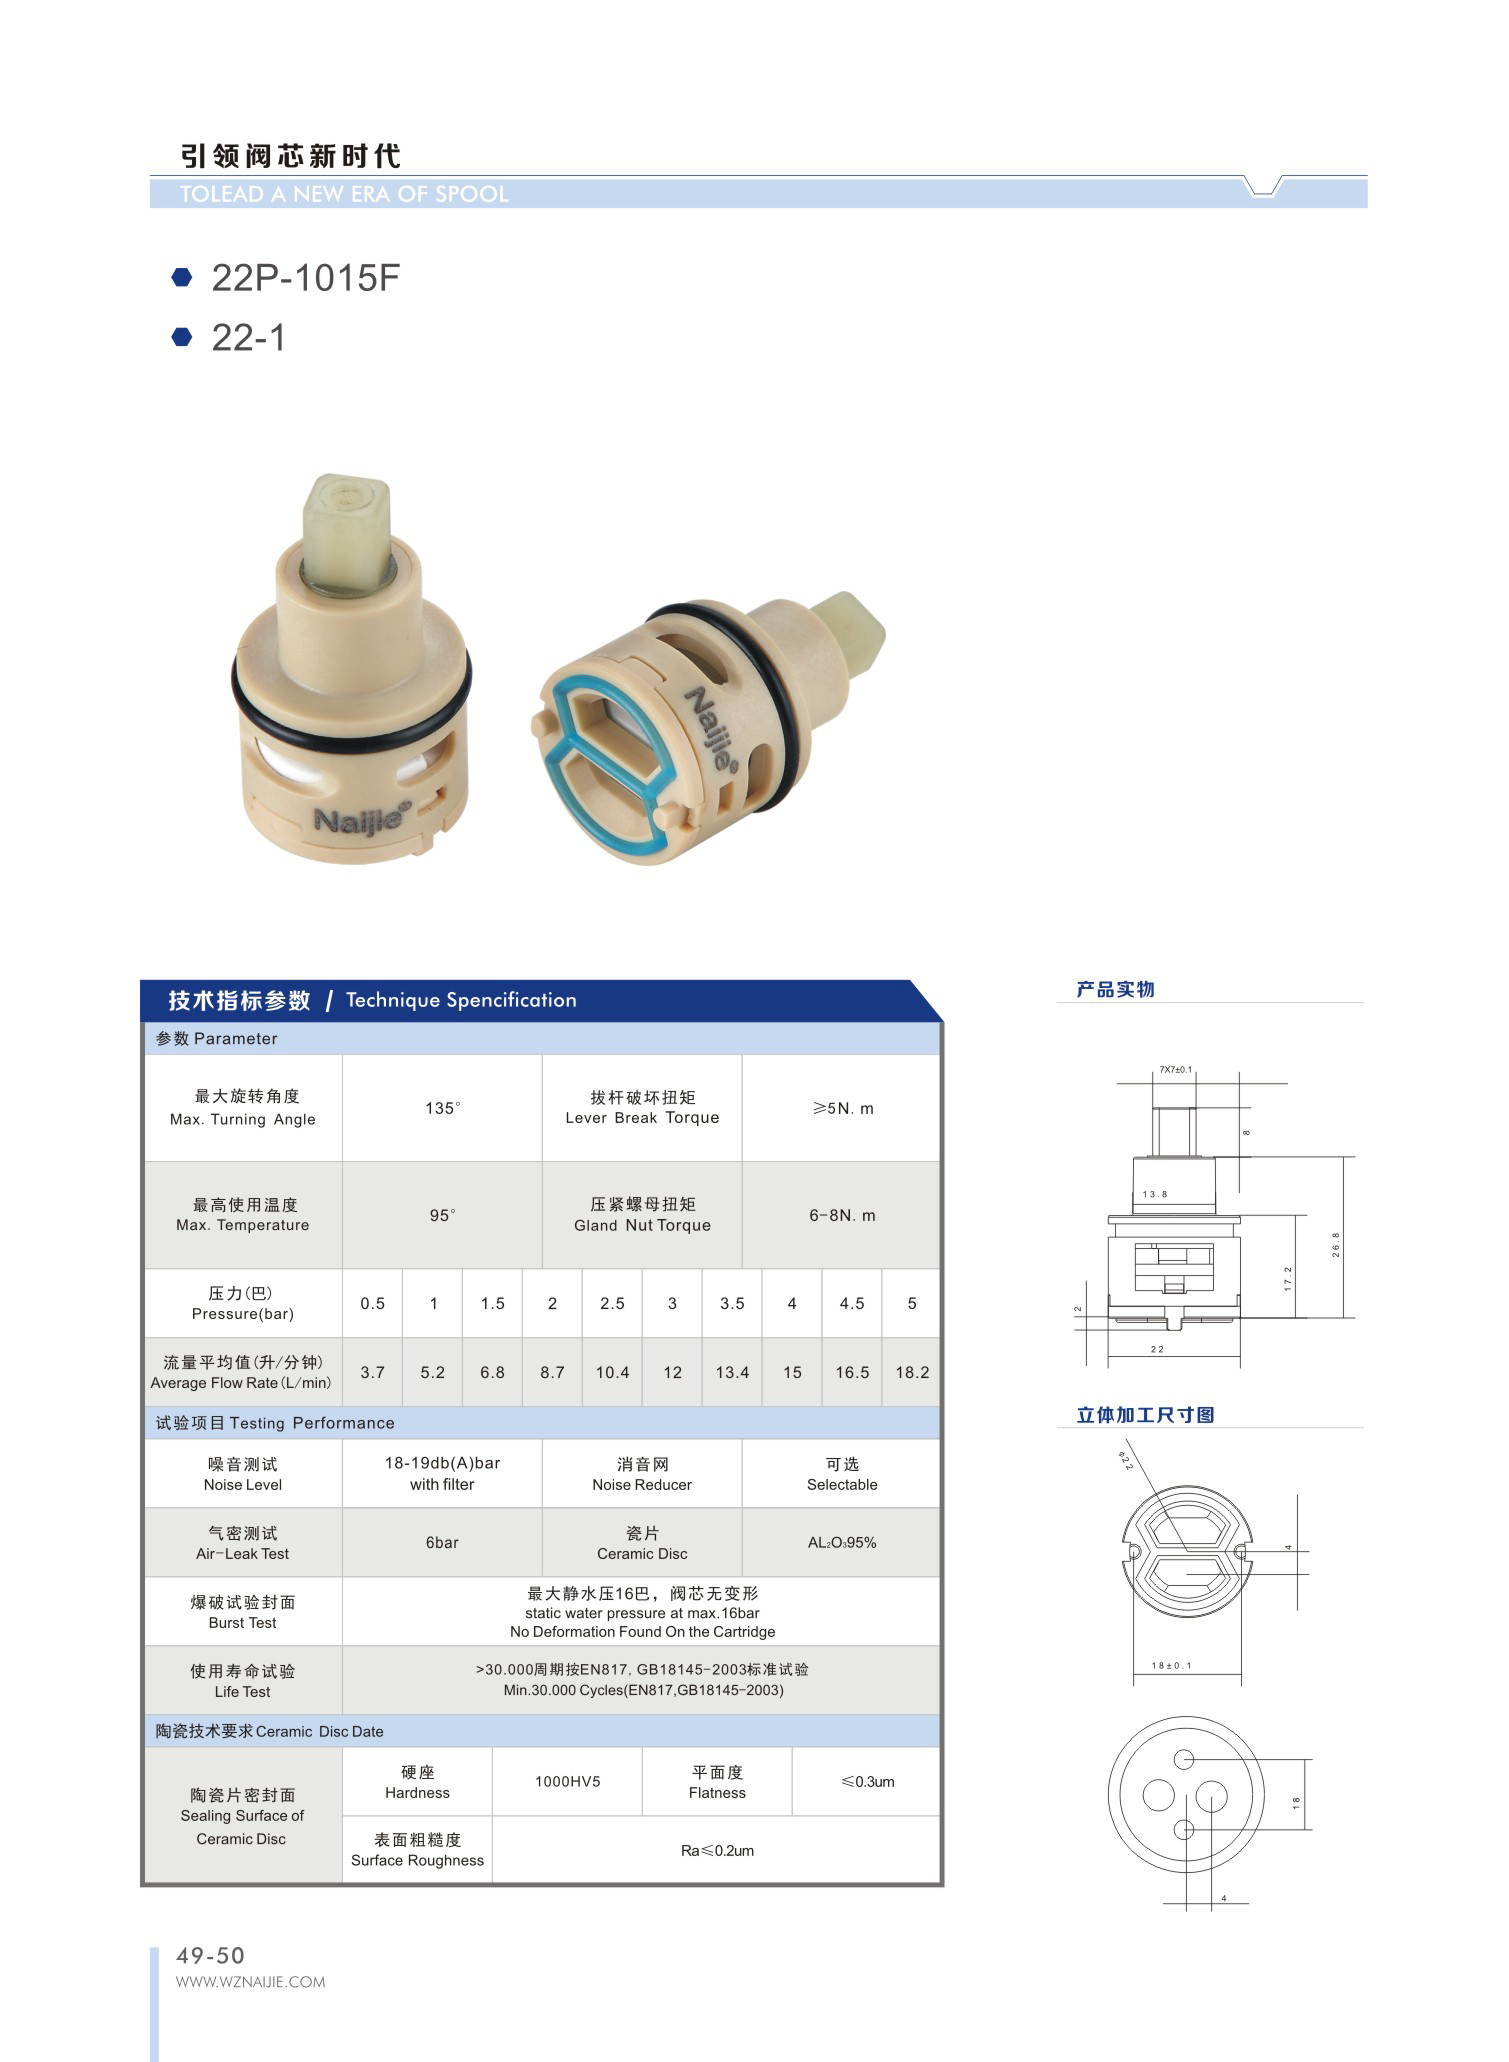 引领阀芯新时代
TOLEAD A NEW ERA OF SPOOL
22P-1015F
22-1
Naijie®
Naijie®
技术指标参数 / Technique Spencification
参数 Parameter
最大旋转角度
Max. Turning Angle
135°
拔杆破坏扭矩
Lever Break Torque
≥5N. m
最高使用温度
Max. Temperature
95°
压紧螺母扭矩
Gland Nut Torque
6-8N. m
压力(巴)
Pressure(bar)
0.5 1 1.5 2 2.5 3 3.5 4 4.5 5
流量平均值(升/分钟)
Average Flow Rate(L/min)
3.7 5.2 6.8 8.7 10.4 12 13.4 15 16.5 18.2
试验项目 Testing Performance
噪音测试
Noise Level
18-19db(A)bar
with filter
消音网
Noise Reducer
可选
Selectable
气密测试
Air-Leak Test
6bar
瓷片
Ceramic Disc
AL₂O₃95%
爆破试验封面
Burst Test
最大静水压16巴，阀芯无变形
static water pressure at max.16bar
No Deformation Found On the Cartridge
使用寿命试验
Life Test
>30.000周期按EN817, GB18145-2003标准试验
Min.30.000 Cycles(EN817,GB18145-2003)
陶瓷技术要求 Ceramic Disc Date
陶瓷片密封面
Sealing Surface of
Ceramic Disc
硬座
Hardness
1000HV5
平面度
Flatness
≤0.3um
表面粗糙度
Surface Roughness
Ra≤0.2um
产品实物
7X7±0.1
8
13.8
26.8
17.2
2
22
立体加工尺寸图
ø22
4
18±0.1
18
4
49-50
WWW.WZNAIJIE.COM